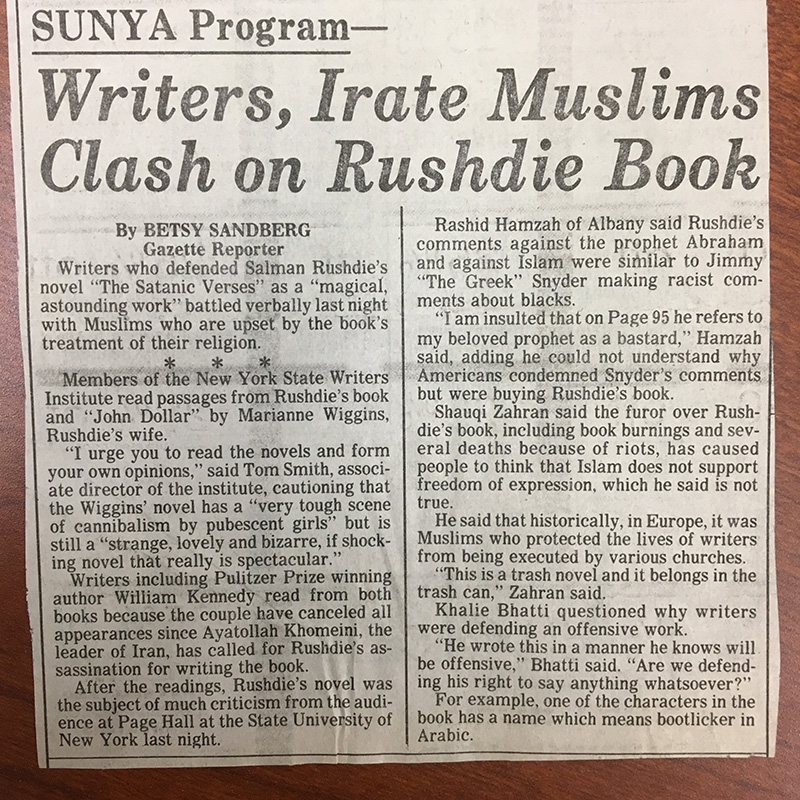 SUNYA Program—
Writers, Irate Muslims
Clash on Rushdie Book
By BETSY SANDBERG
Gazette Reporter
Writers who defended Salman Rushdie's
novel "The Satanic Verses" as a "magical,
astounding work" battled verbally last night
with Muslims who are upset by the book's
treatment of their religion.
* * *
Members of the New York State Writers
Institute read passages from Rushdie's book
and "John Dollar" by Marianne Wiggins,
Rushdie's wife.
"I urge you to read the novels and form
your own opinions," said Tom Smith, associ-
ate director of the institute, cautioning that
the Wiggins' novel has a "very tough scene
of cannibalism by pubescent girls" but is
still a "strange, lovely and bizarre, if shock-
ing novel that really is spectacular."
Writers including Pulitzer Prize winning
author William Kennedy read from both
books because the couple have canceled all
appearances since Ayatollah Khomeini, the
leader of Iran, has called for Rushdie's as-
sassination for writing the book.
After the readings, Rushdie's novel was
the subject of much criticism from the audi-
ence at Page Hall at the State University of
New York last night.
Rashid Hamzah of Albany said Rushdie's
comments against the prophet Abraham
and against Islam were similar to Jimmy
"The Greek" Snyder making racist com-
ments about blacks.
"I am insulted that on Page 95 he refers to
my beloved prophet as a bastard," Hamzah
said, adding he could not understand why
Americans condemned Snyder's comments
but were buying Rushdie's book.
Shauqi Zahran said the furor over Rush-
die's book, including book burnings and sev-
eral deaths because of riots, has caused
people to think that Islam does not support
freedom of expression, which he said is not
true.
He said that historically, in Europe, it was
Muslims who protected the lives of writers
from being executed by various churches.
"This is a trash novel and it belongs in the
trash can," Zahran said.
Khalie Bhatti questioned why writers
were defending an offensive work.
"He wrote this in a manner he knows will
be offensive," Bhatti said. "Are we defend-
ing his right to say anything whatsoever?"
For example, one of the characters in the
book has a name which means bootlicker in
Arabic.